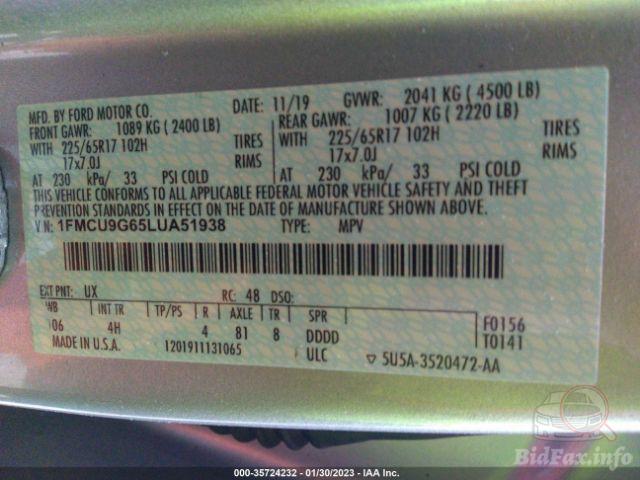 MFD. BY FORD MOTOR CO. DATE: 11/19 GVWR: 2041 KG ( 4500 LB)
FRONT GAWR: 1089 KG ( 2400 LB) REAR GAWR: 1007 KG ( 2220 LB)
WITH 225/65R17 102H TIRES WITH 225/65R17 102H TIRES
17x7.0J RIMS 17x7.0J RIMS
AT 230 kPa/ 33 PSI COLD AT 230 kPa/ 33 PSI COLD
THIS VEHICLE CONFORMS TO ALL APPLICABLE FEDERAL MOTOR VEHICLE SAFETY AND THEFT
PREVENTION STANDARDS IN EFFECT ON THE DATE OF MANUFACTURE SHOWN ABOVE.
VIN: 1FMCU9G65LUA51938 TYPE: MPV
EXT PNT: UX RC: 48 DSO:
WB INT TR TP/PS R AXLE TR SPR
06 4H 4 81 8 DDDD F0156
T0141
MADE IN U.S.A. 1201911131065 ULC ▽ 5U5A-3520472-AA
BidFax.info
000-35724232 - 01/30/2023 - IAA Inc.